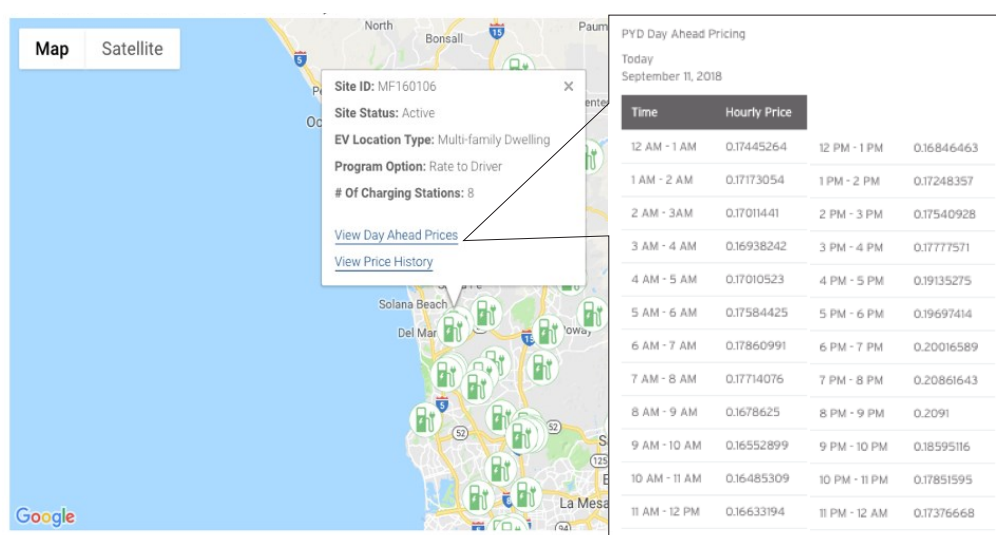 Map Satellite
North
Bonsall
15
Paum
5
Site ID: MF160106 ×
Site Status: Active
EV Location Type: Multi-family Dwelling
Program Option: Rate to Driver
# Of Charging Stations: 8
View Day Ahead Prices
View Price History
Oc
Solana Beach
Del Mar
15
oway
5
52
52
125
La Mesa
94
Google
PYD Day Ahead Pricing
Today
September 11, 2018
Time Hourly Price
12 AM - 1 AM 0.17445264 12 PM - 1 PM 0.16846463
1 AM - 2 AM 0.17173054 1 PM - 2 PM 0.17248357
2 AM - 3AM 0.17011441 2 PM - 3 PM 0.17540928
3 AM - 4 AM 0.16938242 3 PM - 4 PM 0.17777571
4 AM - 5 AM 0.17010523 4 PM - 5 PM 0.19135275
5 AM - 6 AM 0.17584425 5 PM - 6 PM 0.19697414
6 AM - 7 AM 0.17860991 6 PM - 7 PM 0.20016589
7 AM - 8 AM 0.17714076 7 PM - 8 PM 0.20861643
8 AM - 9 AM 0.1678625 8 PM - 9 PM 0.2091
9 AM - 10 AM 0.16552899 9 PM - 10 PM 0.18595116
10 AM - 11 AM 0.16485309 10 PM - 11 PM 0.17851595
11 AM - 12 PM 0.16633194 11 PM - 12 AM 0.17376668